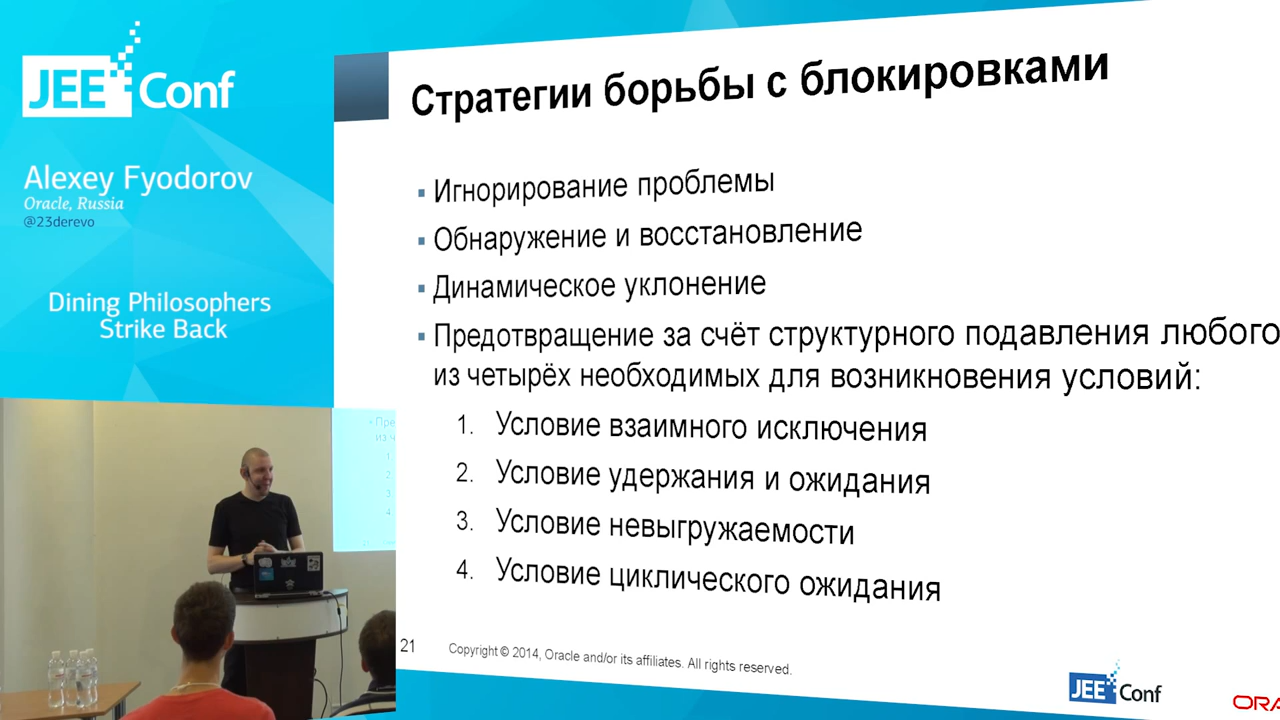 JEE Conf
Alexey Fyodorov
Oracle, Russia
@23derevo
Dining Philosophers
Strike Back
Стратегии борьбы с блокировками
▪ Игнорирование проблемы
▪ Обнаружение и восстановление
▪ Динамическое уклонение
▪ Предотвращение за счёт структурного подавления любого
из четырёх необходимых для возникновения условий:
1. Условие взаимного исключения
2. Условие удержания и ожидания
3. Условие невыгружаемости
4. Условие циклического ожидания
21 Copyright © 2014, Oracle and/or its affiliates. All rights reserved.
JEE Conf